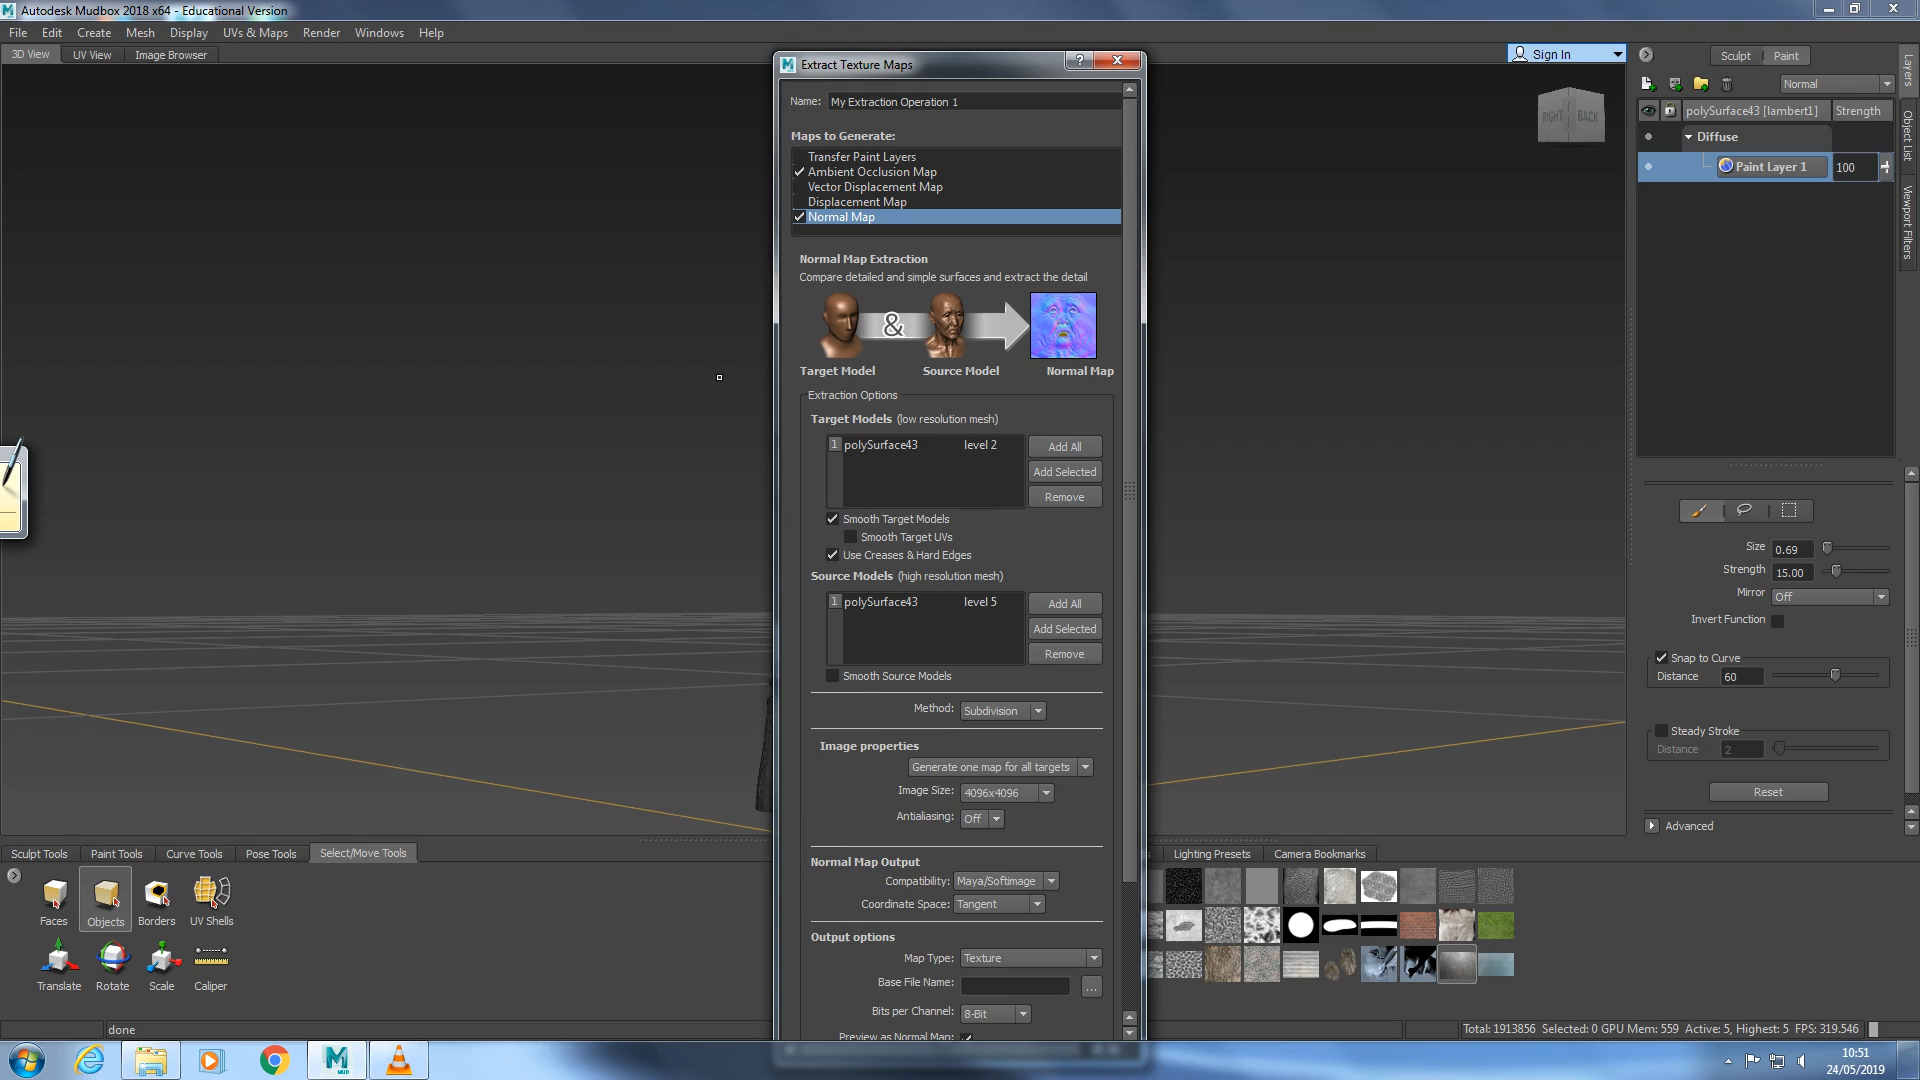 Autodesk Mudbox 2018 x64 - Educational Version
File Edit Create Mesh Display UVs & Maps Render Windows Help
3D View UV View Image Browser
Sign In
Sculpt Paint
Normal
polySurface43 [lambert1] Strength
Diffuse
Paint Layer 1 100
Layers
Object List
Viewport Filters
RIGHT BACK
Extract Texture Maps
Name: My Extraction Operation 1
Maps to Generate:
Transfer Paint Layers
Ambient Occlusion Map
Vector Displacement Map
Displacement Map
Normal Map
Normal Map Extraction
Compare detailed and simple surfaces and extract the detail
&
Target Model Source Model Normal Map
Extraction Options
Target Models (low resolution mesh)
1 polySurface43 level 2
Add All
Add Selected
Remove
Smooth Target Models
Smooth Target UVs
Use Creases & Hard Edges
Source Models (high resolution mesh)
1 polySurface43 level 5
Add All
Add Selected
Remove
Smooth Source Models
Method: Subdivision
Image properties
Generate one map for all targets
Image Size: 4096x4096
Antialiasing: Off
Normal Map Output
Compatibility: Maya/Softimage
Coordinate Space: Tangent
Output options
Map Type: Texture
Base File Name: ...
Bits per Channel: 8-Bit
Preview as Normal Map:
Size 0.69
Strength 15.00
Mirror Off
Invert Function
Snap to Curve
Distance 60
Steady Stroke
Distance 2
Reset
Advanced
Sculpt Tools Paint Tools Curve Tools Pose Tools Select/Move Tools
Faces Objects Borders UV Shells
Translate Rotate Scale Caliper
Lighting Presets Camera Bookmarks
done
Total: 1913856 Selected: 0 GPU Mem: 559 Active: 5, Highest: 5 FPS: 319.546
MUD
10:51
24/05/2019